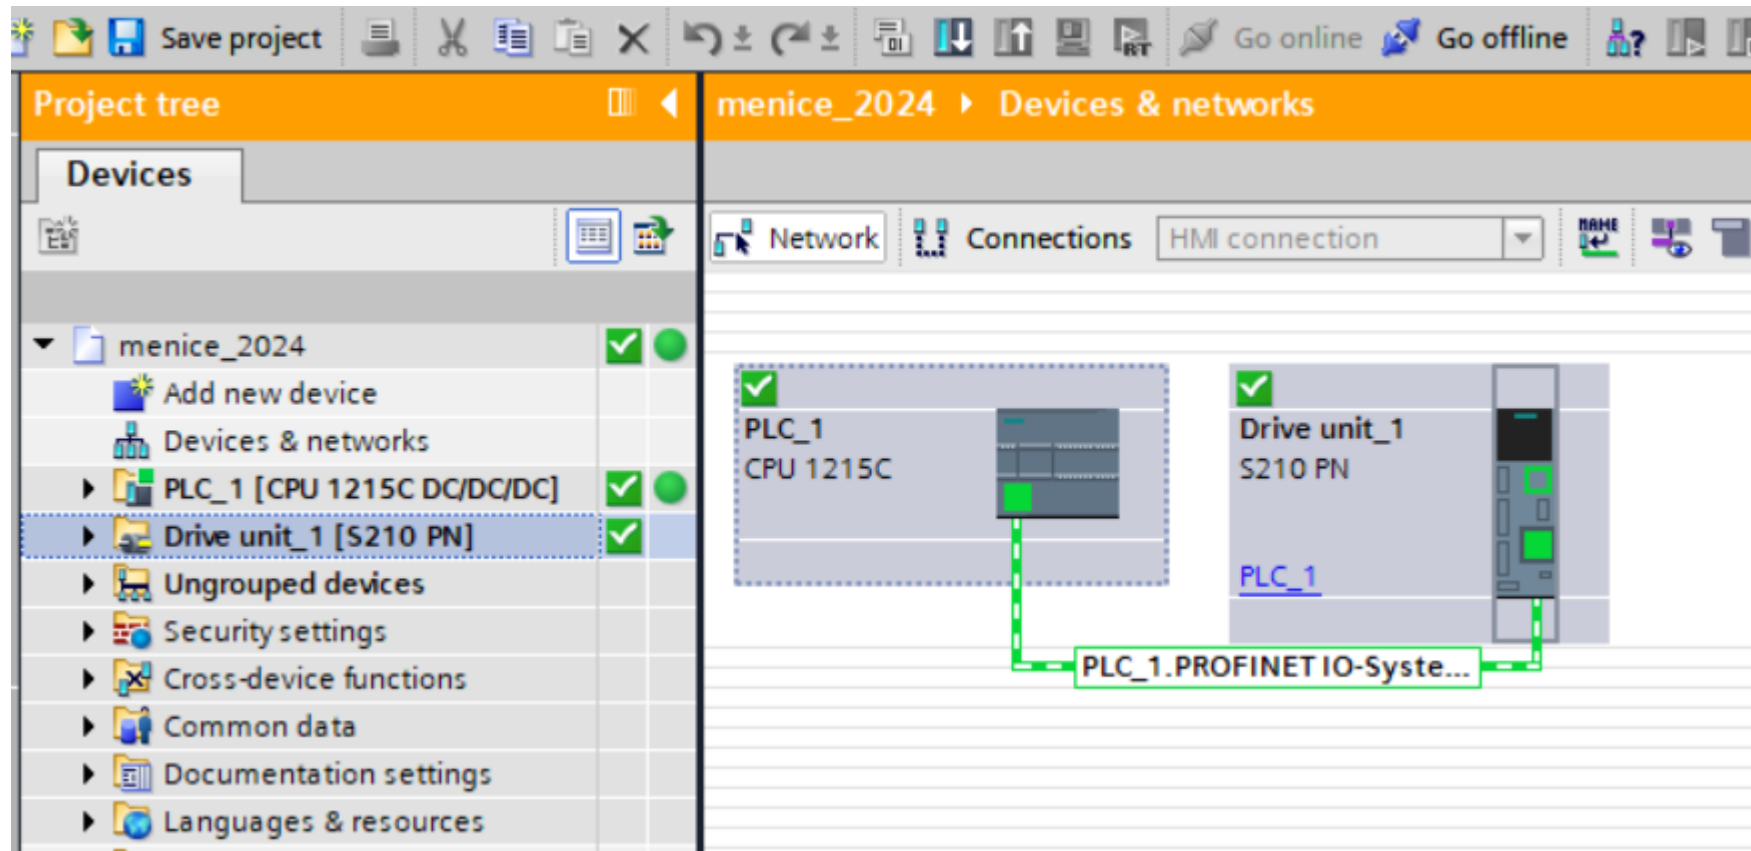 Save project
Go online
Go offline
RT
Project tree
menice_2024
Devices & networks
Devices
Network
Connections
HMI connection
NAME
menice_2024
Add new device
Devices & networks
PLC_1 [CPU 1215C DC/DC/DC]
Drive unit_1 [S210 PN]
Ungrouped devices
Security settings
Cross-device functions
Common data
Documentation settings
Languages & resources
PLC_1
CPU 1215C
Drive unit_1
S210 PN
PLC_1
PLC_1.PROFINET IO-Syste...